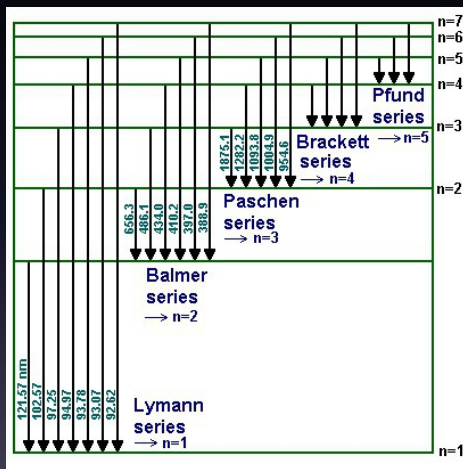 n=7
n=6
n=5
n=4
n=3
n=2
n=1
Pfund
series
→ n=5
Brackett
series
→ n=4
1875.1
1282.2
1093.8
1004.9
954.6
Paschen
series
→ n=3
656.3
486.1
434.0
410.2
397.0
388.9
Balmer
series
→ n=2
121.57 nm
102.57
97.25
94.97
93.78
93.07
92.62
Lymann
series
→ n=1